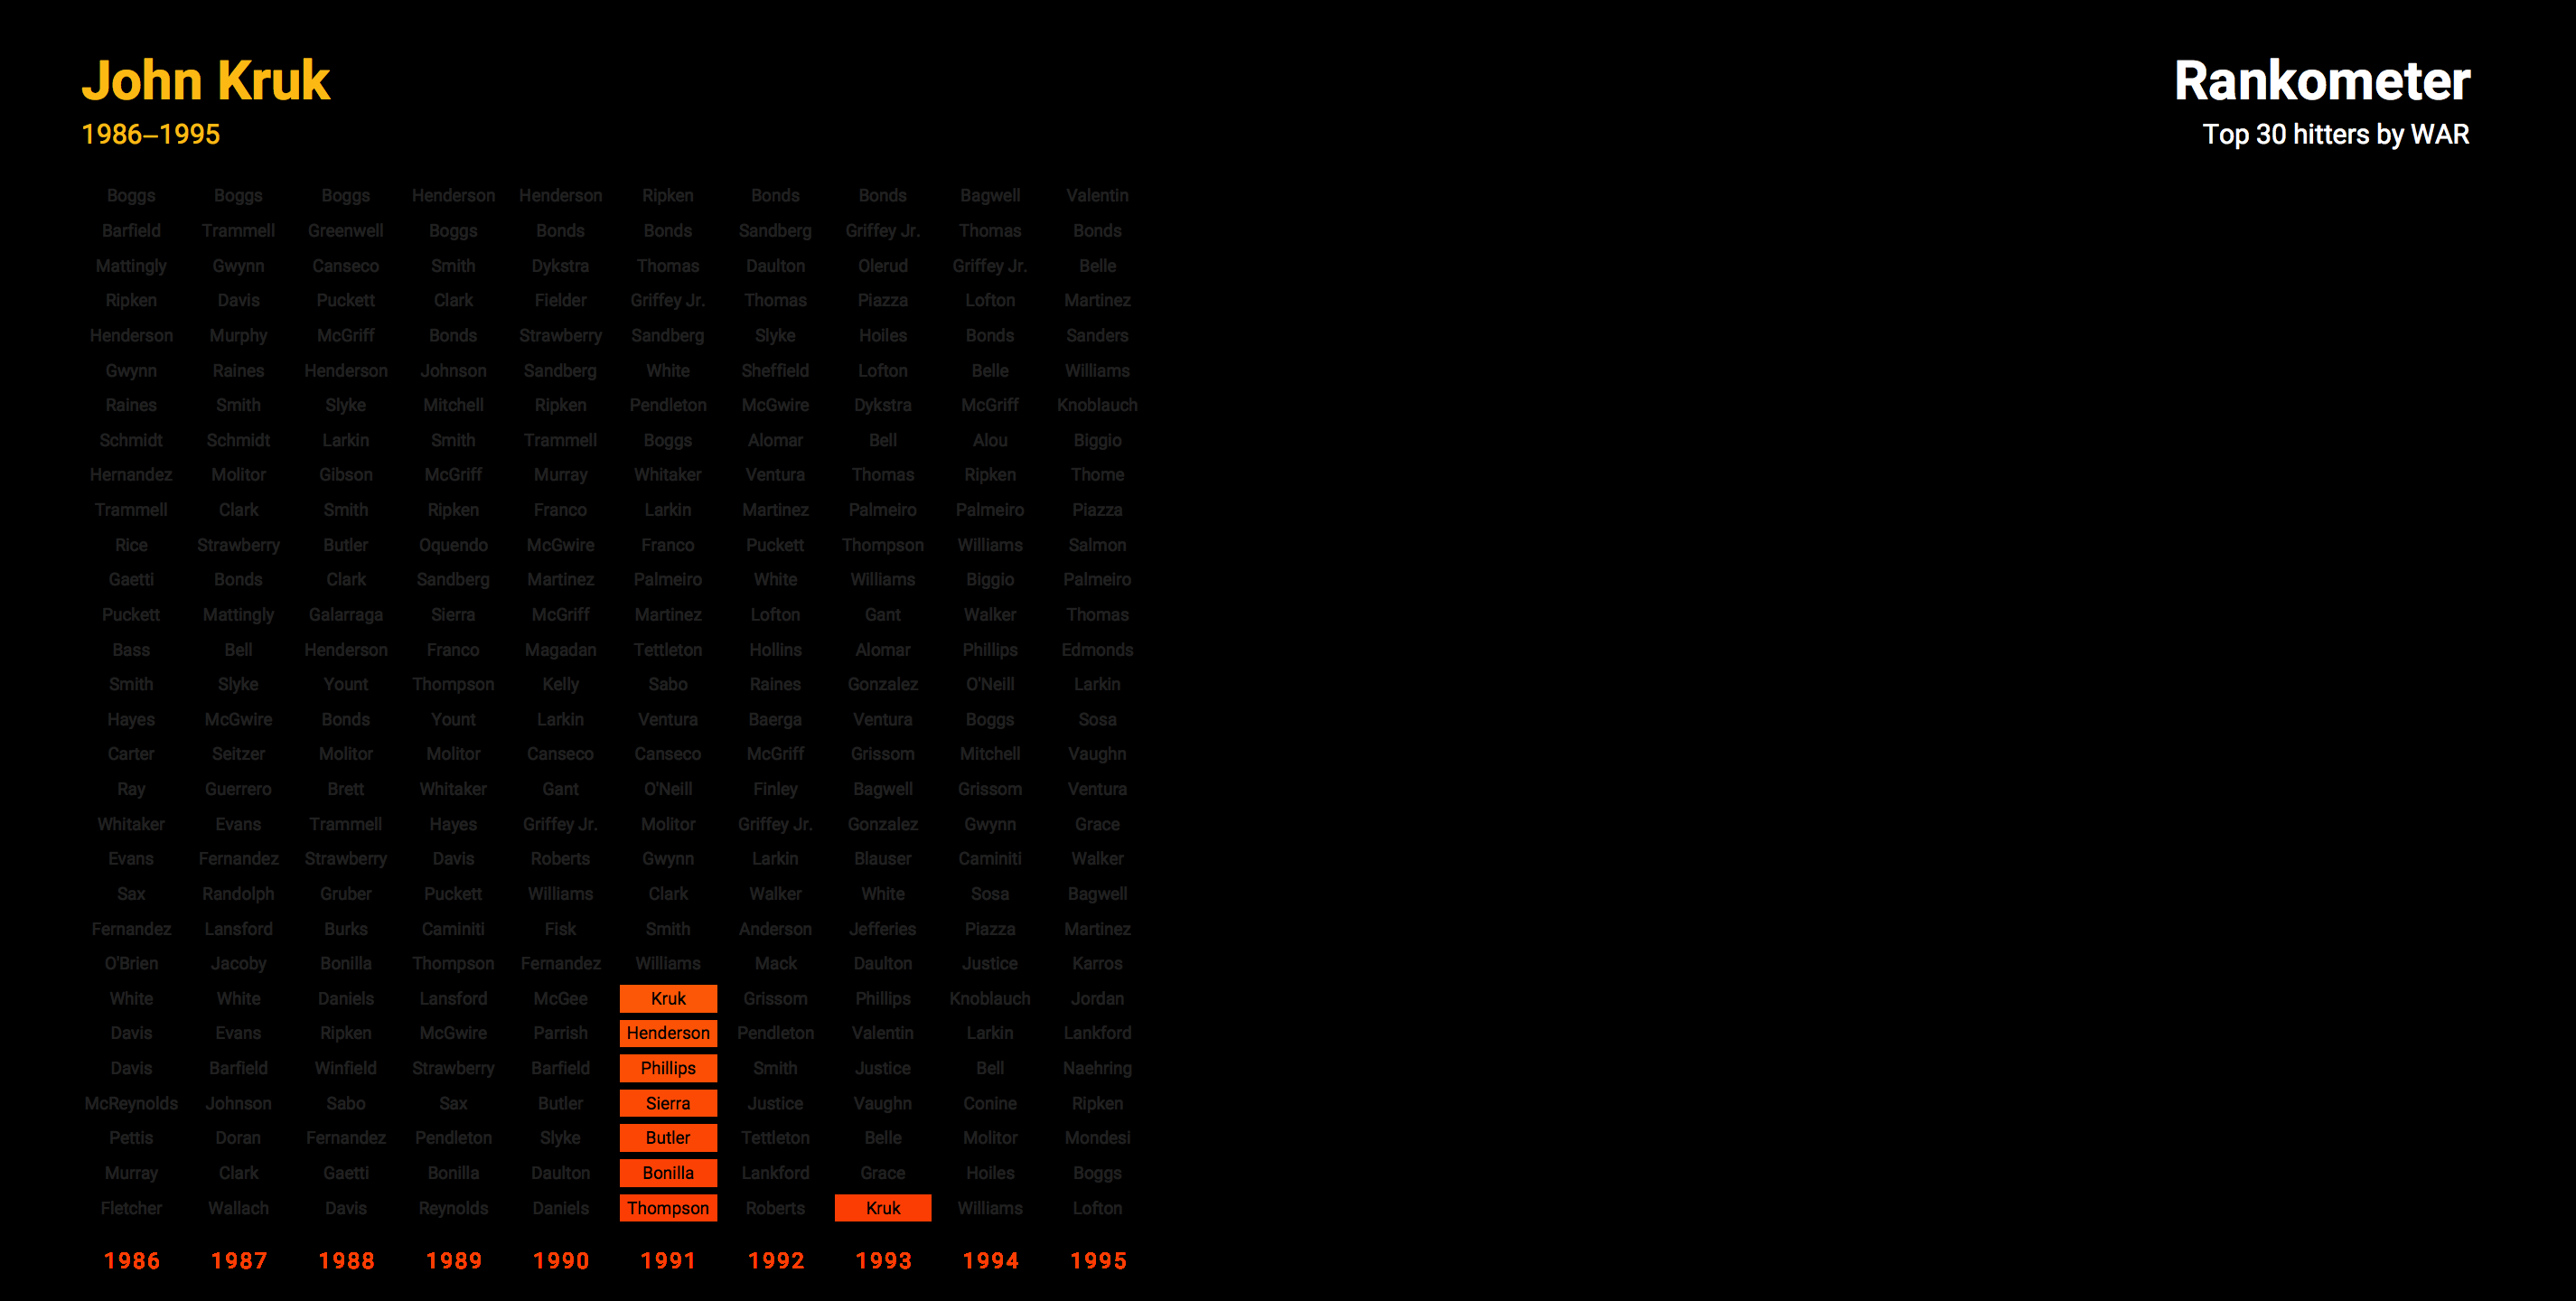 John Kruk
1986–1995
Rankometer
Top 30 hitters by WAR
Boggs Boggs Boggs Henderson Henderson Ripken Bonds Bonds Bagwell Valentin
Barfield Trammell Greenwell Boggs Bonds Bonds Sandberg Griffey Jr. Thomas Bonds
Mattingly Gwynn Canseco Smith Dykstra Thomas Daulton Olerud Griffey Jr. Belle
Ripken Davis Puckett Clark Fielder Griffey Jr. Thomas Piazza Lofton Martinez
Henderson Murphy McGriff Bonds Strawberry Sandberg Slyke Hoiles Bonds Sanders
Gwynn Raines Henderson Johnson Sandberg White Sheffield Lofton Belle Williams
Raines Smith Slyke Mitchell Ripken Pendleton McGwire Dykstra McGriff Knoblauch
Schmidt Schmidt Larkin Smith Trammell Boggs Alomar Bell Alou Biggio
Hernandez Molitor Gibson McGriff Murray Whitaker Ventura Thomas Ripken Thome
Trammell Clark Smith Ripken Franco Larkin Martinez Palmeiro Palmeiro Piazza
Rice Strawberry Butler Oquendo McGwire Franco Puckett Thompson Williams Salmon
Gaetti Bonds Clark Sandberg Martinez Palmeiro White Williams Biggio Palmeiro
Puckett Mattingly Galarraga Sierra McGriff Martinez Lofton Gant Walker Thomas
Bass Bell Henderson Franco Magadan Tettleton Hollins Alomar Phillips Edmonds
Smith Slyke Yount Thompson Kelly Sabo Raines Gonzalez O'Neill Larkin
Hayes McGwire Bonds Yount Larkin Ventura Baerga Ventura Boggs Sosa
Carter Seitzer Molitor Molitor Canseco Canseco McGriff Grissom Mitchell Vaughn
Ray Guerrero Brett Whitaker Gant O'Neill Finley Bagwell Grissom Ventura
Whitaker Evans Trammell Hayes Griffey Jr. Molitor Griffey Jr. Gonzalez Gwynn Grace
Evans Fernandez Strawberry Davis Roberts Gwynn Larkin Blauser Caminiti Walker
Sax Randolph Gruber Puckett Williams Clark Walker White Sosa Bagwell
Fernandez Lansford Burks Caminiti Fisk Smith Anderson Jefferies Piazza Martinez
O'Brien Jacoby Bonilla Thompson Fernandez Williams Mack Daulton Justice Karros
White White Daniels Lansford McGee Kruk Grissom Phillips Knoblauch Jordan
Davis Evans Ripken McGwire Parrish Henderson Pendleton Valentin Larkin Lankford
Davis Barfield Winfield Strawberry Barfield Phillips Smith Justice Bell Naehring
McReynolds Johnson Sabo Sax Butler Sierra Justice Vaughn Conine Ripken
Pettis Doran Fernandez Pendleton Slyke Butler Tettleton Belle Molitor Mondesi
Murray Clark Gaetti Bonilla Daulton Bonilla Lankford Grace Hoiles Boggs
Fletcher Wallach Davis Reynolds Daniels Thompson Roberts Kruk Williams Lofton
1986 1987 1988 1989 1990 1991 1992 1993 1994 1995